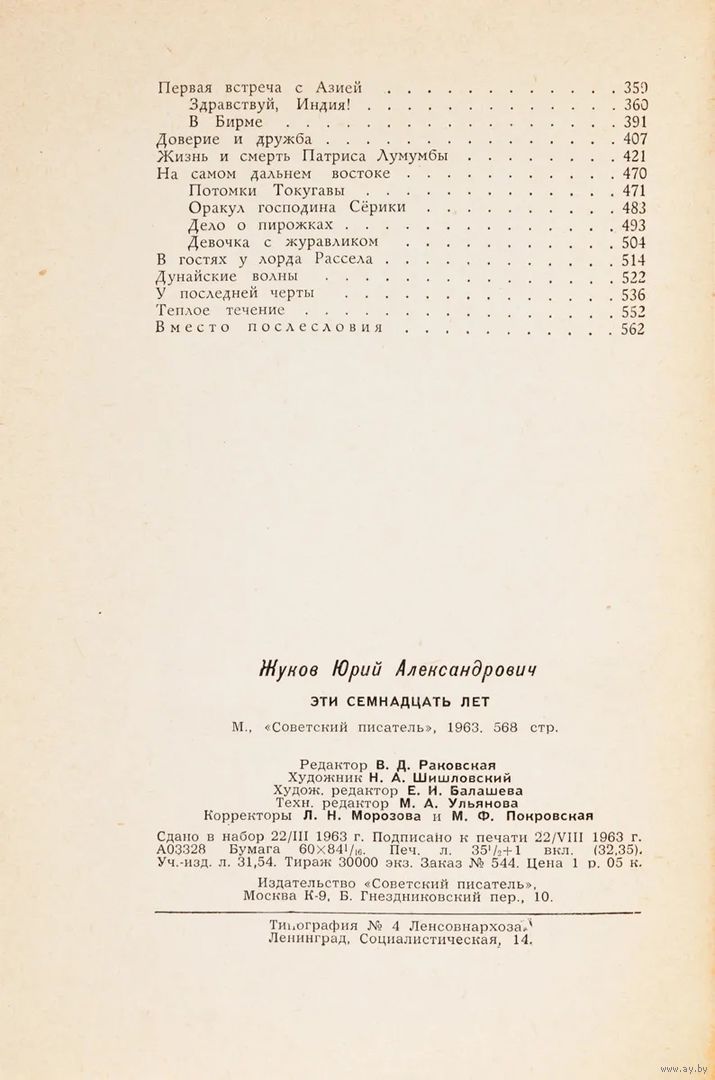 Первая встреча с Азией . . . . . . . . . . . . 359
Здравствуй, Индия! . . . . . . . . . . . . . 360
В Бирме . . . . . . . . . . . . . . . . 391
Доверие и дружба . . . . . . . . . . . . . . . 407
Жизнь и смерть Патриса Лумумбы . . . . . . . . 421
На самом дальнем востоке . . . . . . . . . . . 470
Потомки Токугавы . . . . . . . . . . . . . 471
Оракул господина Сёрики . . . . . . . . . . 483
Дело о пирожках . . . . . . . . . . . . . . 493
Девочка с журавликом . . . . . . . . . . . 504
В гостях у лорда Рассела . . . . . . . . . . . . 514
Дунайские волны . . . . . . . . . . . . . . . 522
У последней черты . . . . . . . . . . . . . . 536
Теплое течение . . . . . . . . . . . . . . . . 552
Вместо послесловия . . . . . . . . . . . 562
Жуков Юрий Александрович
ЭТИ СЕМНАДЦАТЬ ЛЕТ
М., «Советский писатель», 1963. 568 стр.
Редактор В. Д. Раковская
Художник Н. А. Шишловский
Худож. редактор Е. И. Балашева
Техн. редактор М. А. Ульянова
Корректоры Л. Н. Морозова и М. Ф. Покровская
Сдано в набор 22/III 1963 г. Подписано к печати 22/VIII 1963 г.
А03328 Бумага 60×84¹/₁₆. Печ. л. 35¹/₂+1 вкл. (32,35).
Уч.-изд. л. 31,54. Тираж 30000 экз. Заказ № 544. Цена 1 р. 05 к.
Издательство «Советский писатель»,
Москва К-9, Б. Гнездниковский пер., 10.
Типография № 4 Ленсовнархоза.
Ленинград, Социалистическая, 14.
www.ay.by